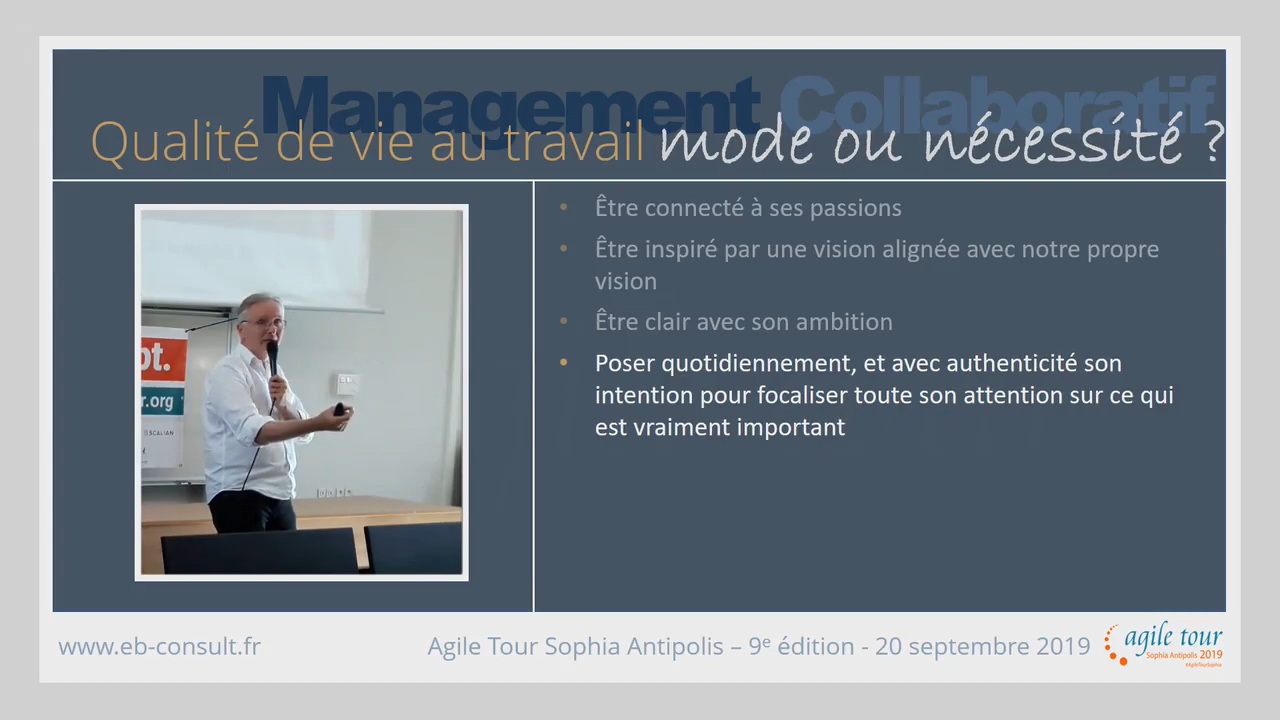 Management Collaboratif
Qualité de vie au travail mode ou nécessité ?
• Être connecté à ses passions
• Être inspiré par une vision alignée avec notre propre
vision
• Être clair avec son ambition
• Poser quotidiennement, et avec authenticité son
intention pour focaliser toute son attention sur ce qui
est vraiment important
pt.
r.org
SCALIAN
www.eb-consult.fr
Agile Tour Sophia Antipolis – 9e édition - 20 septembre 2019
agile tour
Sophia Antipolis 2019